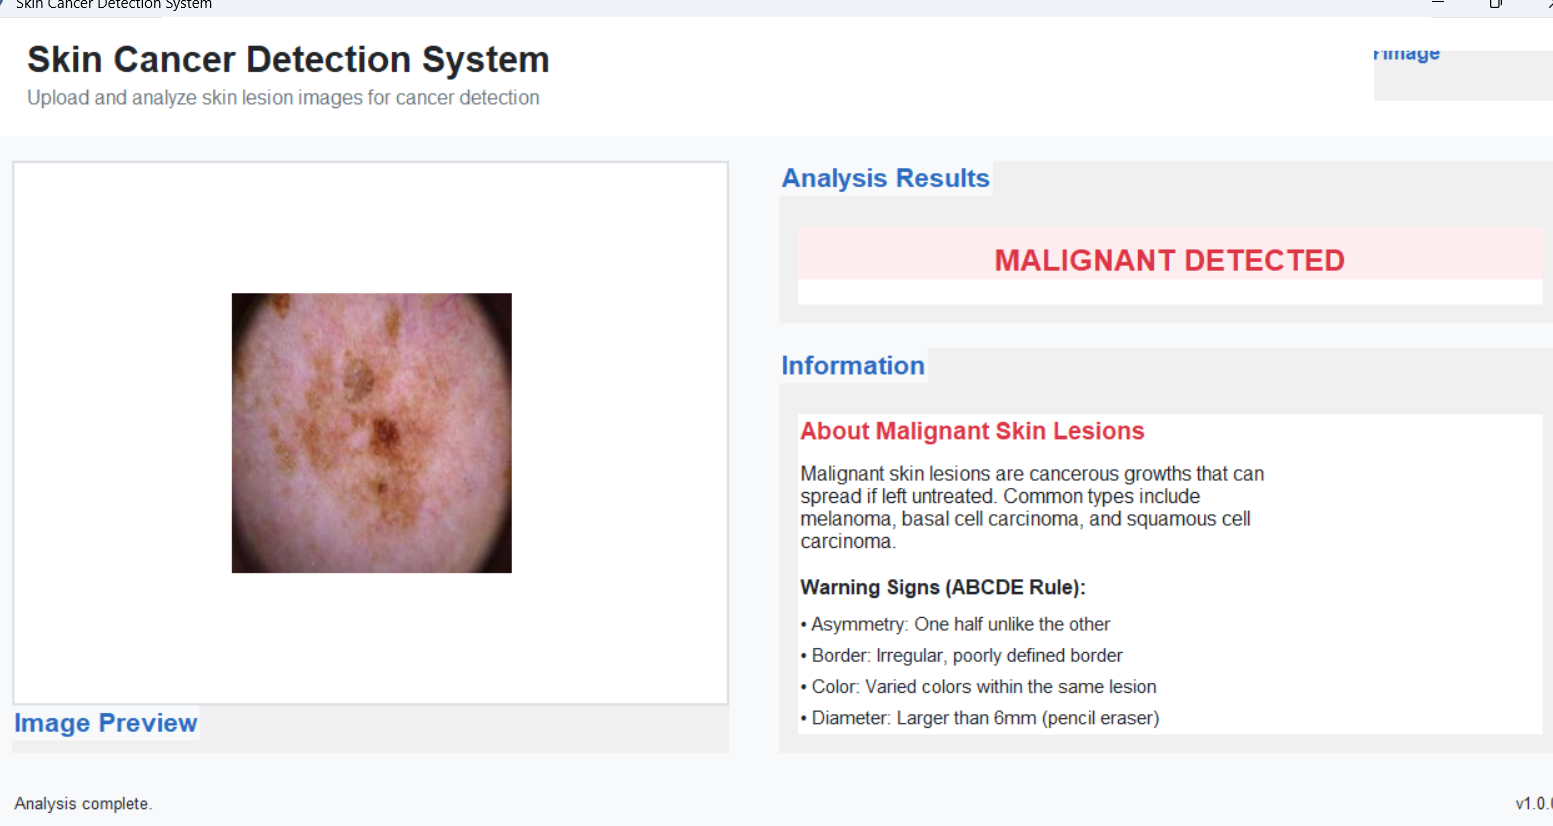 Skin Cancer Detection System
Skin Cancer Detection System
Upload and analyze skin lesion images for cancer detection
Image
Analysis Results
MALIGNANT DETECTED
Information
About Malignant Skin Lesions
Malignant skin lesions are cancerous growths that can
spread if left untreated. Common types include
melanoma, basal cell carcinoma, and squamous cell
carcinoma.
Warning Signs (ABCDE Rule):
• Asymmetry: One half unlike the other
• Border: Irregular, poorly defined border
• Color: Varied colors within the same lesion
• Diameter: Larger than 6mm (pencil eraser)
Image Preview
Analysis complete.
v1.0.